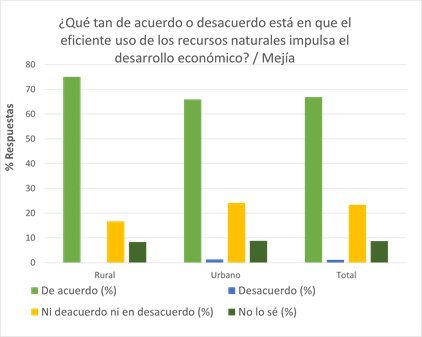 ¿Qué tan de acuerdo o desacuerdo está en que el
eficiente uso de los recursos naturales impulsa el
desarrollo económico? / Mejía
% Respuestas
80
70
60
50
40
30
20
10
0
Rural Urbano Total
De acuerdo (%) Desacuerdo (%)
Ni deacuerdo ni en desacuerdo (%) No lo sé (%)